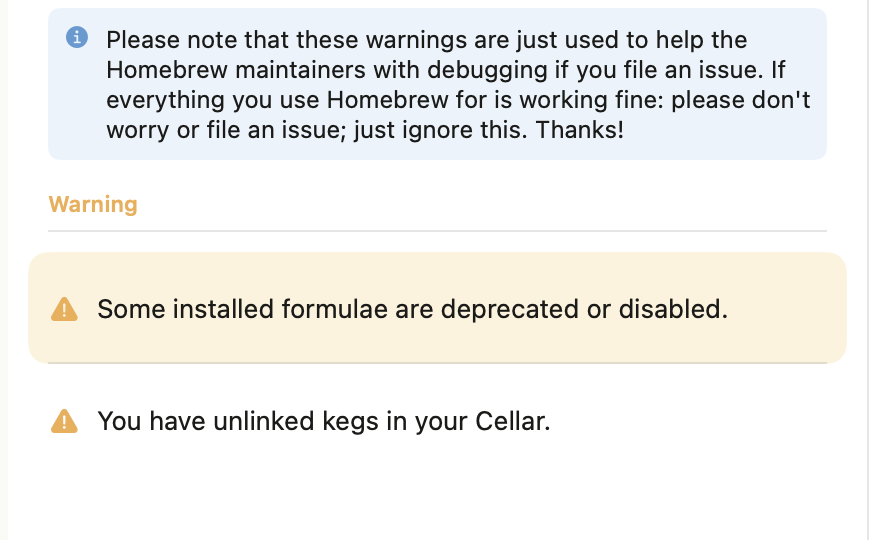 Please note that these warnings are just used to help the
Homebrew maintainers with debugging if you file an issue. If
everything you use Homebrew for is working fine: please don't
worry or file an issue; just ignore this. Thanks!
Warning
Some installed formulae are deprecated or disabled.
You have unlinked kegs in your Cellar.